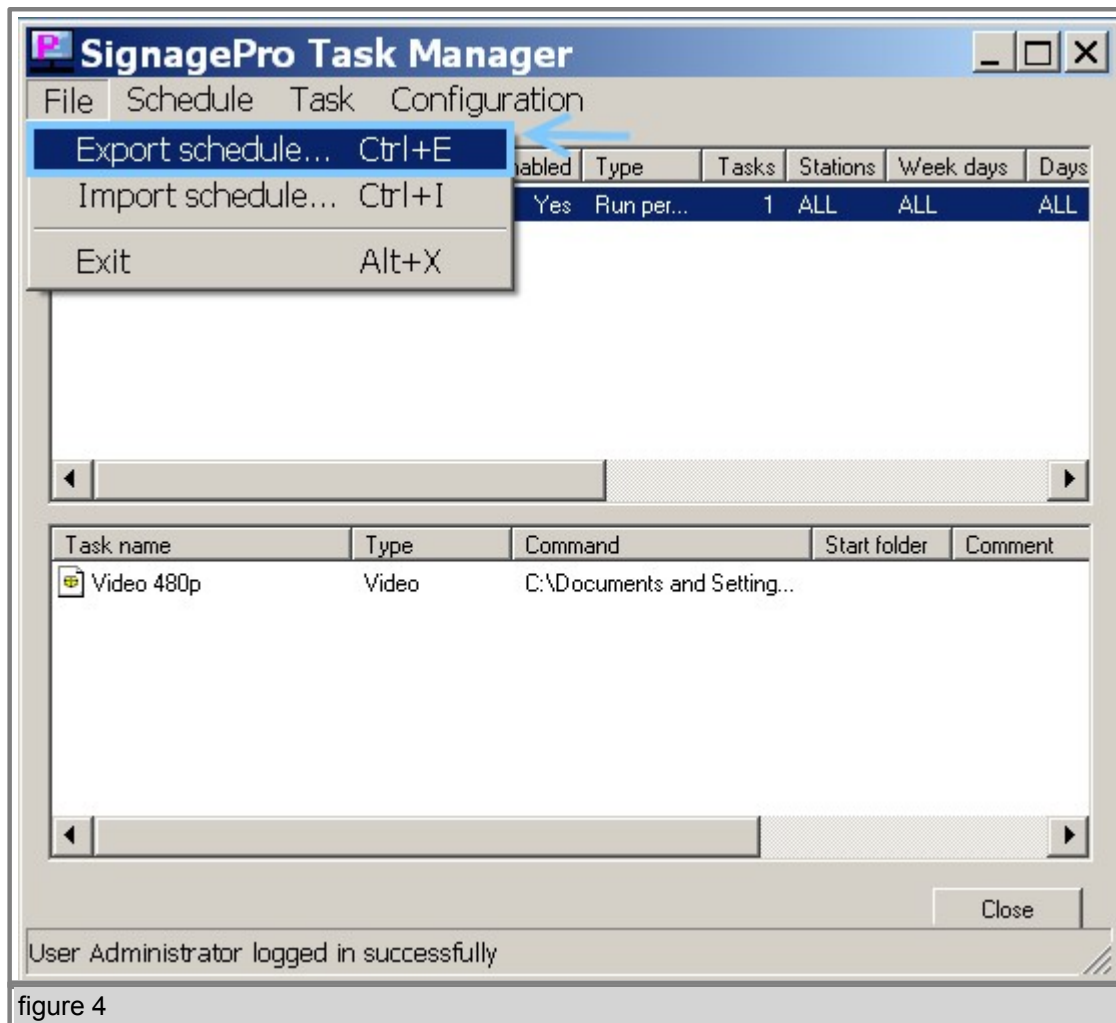 SignagePro Task Manager
File Schedule Task Configuration
Export schedule... Ctrl+E
Import schedule... Ctrl+I
Exit Alt+X
nabled Type Tasks Stations Week days Days
Yes Run per... 1 ALL ALL ALL
Task name Type Command Start folder Comment
Video 480p Video C:\Documents and Setting...
Close
User Administrator logged in successfully
figure 4